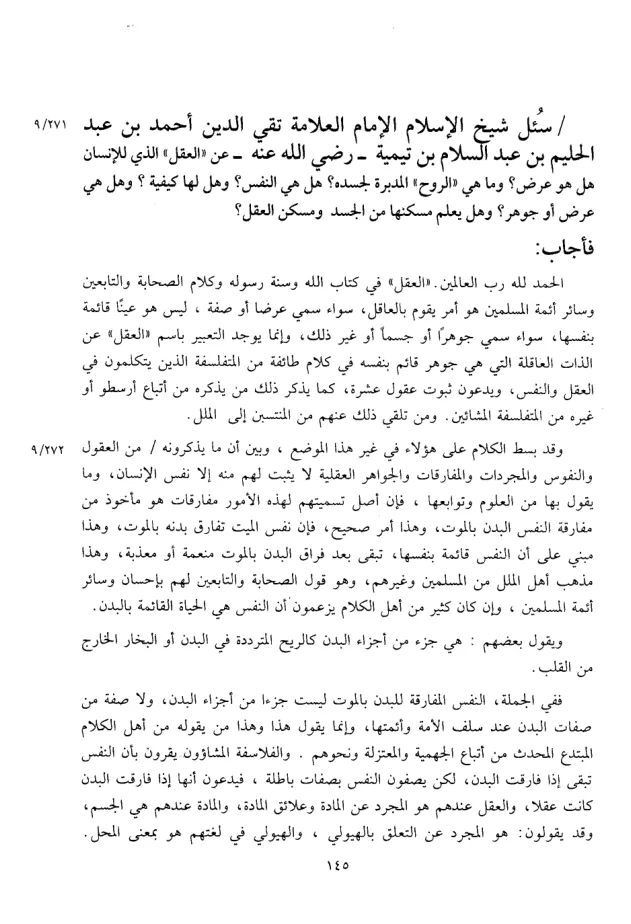 ٩/٢٧١ / سُئل شيخ الإسلام الإمام العلامة تقي الدين أحمد بن عبد
الحليم بن عبد السلام بن تيمية ـ رضي الله عنه ـ عن «العقل» الذي للإنسان
هل هو عرض؟ وما هي «الروح» المدبرة لجسده؟ هل هي النفس؟ وهل لها كيفية ؟ وهل هي
عرض أو جوهر؟ وهل يعلم مسكنها من الجسد ومسكن العقل؟
فأجاب:
الحمد لله رب العالمين. «العقل» في كتاب الله وسنة رسوله وكلام الصحابة والتابعين
وسائر أئمة المسلمين هو أمر يقوم بالعاقل، سواء سمي عرضا أو صفة ، ليس هو عينًا قائمة
بنفسها، سواء سمي جوهرًا أو جسماً أو غير ذلك، وإنما يوجد التعبير باسم «العقل» عن
الذات العاقلة التي هي جوهر قائم بنفسه في كلام طائفة من المتفلسفة الذين يتكلمون في
العقل والنفس، ويدعون ثبوت عقول عشرة، كما يذكر ذلك من يذكره من أتباع أرسطو أو
غيره من المتفلسفة المشائين. ومن تلقي ذلك عنهم من المنتسبن إلى الملل.
٩/٢٧٢ وقد بسط الكلام على هؤلاء في غير هذا الموضع ، وبين أن ما يذكرونه / من العقول
والنفوس والمجردات والمفارقات والجواهر العقلية لا يثبت لهم منه إلا نفس الإنسان، وما
يقول بها من العلوم وتوابعها ، فإن أصل تسميتهم لهذه الأمور مفارقات هو مأخوذ من
مفارقة النفس البدن بالموت، وهذا أمر صحيح، فإن نفس الميت تفارق بدنه بالموت، وهذا
مبني على أن النفس قائمة بنفسها، تبقى بعد فراق البدن بالموت منعمة أو معذبة، وهذا
مذهب أهل الملل من المسلمين وغيرهم، وهو قول الصحابة والتابعين لهم بإحسان وسائر
أئمة المسلمين ، وإن كان كثير من أهل الكلام يزعمون أن النفس هي الحياة القائمة بالبدن.
ويقول بعضهم : هي جزء من أجزاء البدن كالريح المترددة في البدن أو البخار الخارج
من القلب.
ففي الجملة، النفس المفارقة للبدن بالموت ليست جزءا من أجزاء البدن، ولا صفة من
صفات البدن عند سلف الأمة وأئمتها، وإنما يقول هذا وهذا من يقوله من أهل الكلام
المبتدع المحدث من أتباع الجهمية والمعتزلة ونحوهم . والفلاسفة المشاؤون يقرون بأن النفس
تبقى إذا فارقت البدن، لكن يصفون النفس بصفات باطلة ، فيدعون أنها إذا فارقت البدن
كانت عقلا، والعقل عندهم هو المجرد عن المادة وعلائق المادة، والمادة عندهم هي الجسم،
وقد يقولون: هو المجرد عن التعلق بالهيولي ، والهيولي في لغتهم هو بمعنى المحل.
١٤٥